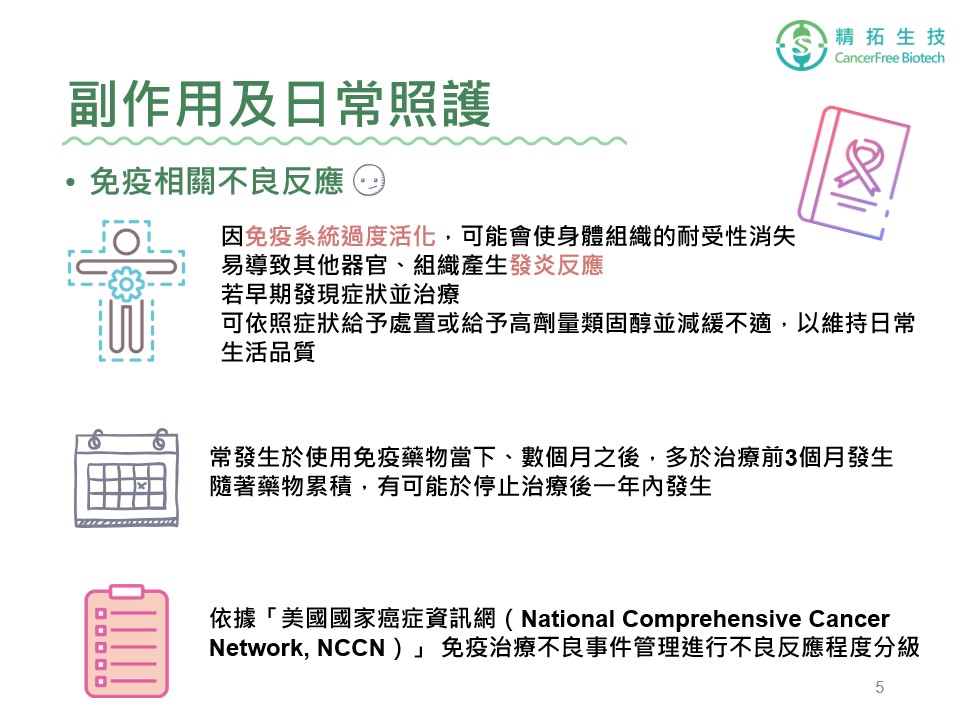 精拓生技
CancerFree Biotech
副作用及日常照護
• 免疫相關不良反應
因免疫系統過度活化，可能會使身體組織的耐受性消失
易導致其他器官、組織產生發炎反應
若早期發現症狀並治療
可依照症狀給予處置或給予高劑量類固醇並減緩不適，以維持日常
生活品質
常發生於使用免疫藥物當下、數個月之後，多於治療前3個月發生
隨著藥物累積，有可能於停止治療後一年內發生
依據「美國國家癌症資訊網（National Comprehensive Cancer
Network, NCCN）」 免疫治療不良事件管理進行不良反應程度分級
5